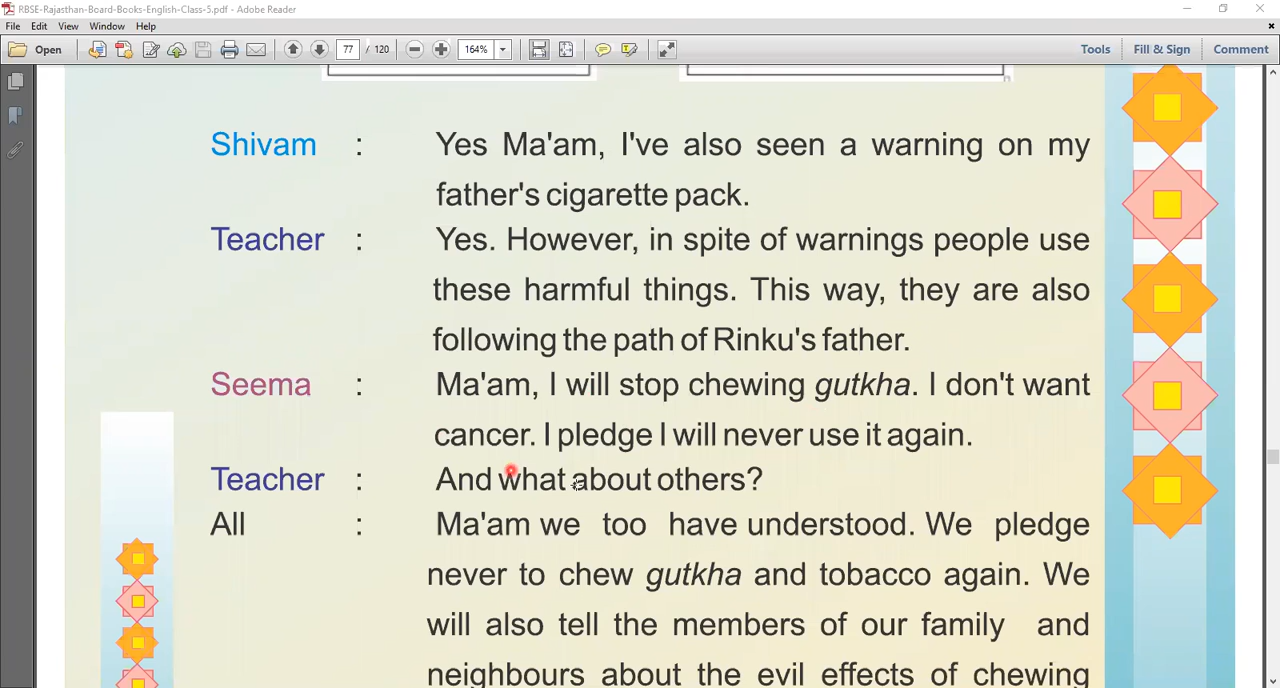 RBSE-Rajasthan-Board-Books-English-Class-5.pdf - Adobe Reader
File Edit View Window Help
Open 77 / 120 164% Tools Fill & Sign Comment
Shivam : Yes Ma'am, I've also seen a warning on my
father's cigarette pack.
Teacher : Yes. However, in spite of warnings people use
these harmful things. This way, they are also
following the path of Rinku's father.
Seema : Ma'am, I will stop chewing gutkha. I don't want
cancer. I pledge I will never use it again.
Teacher : And what about others?
All : Ma'am we too have understood. We pledge
never to chew gutkha and tobacco again. We
will also tell the members of our family and
neighbours about the evil effects of chewing